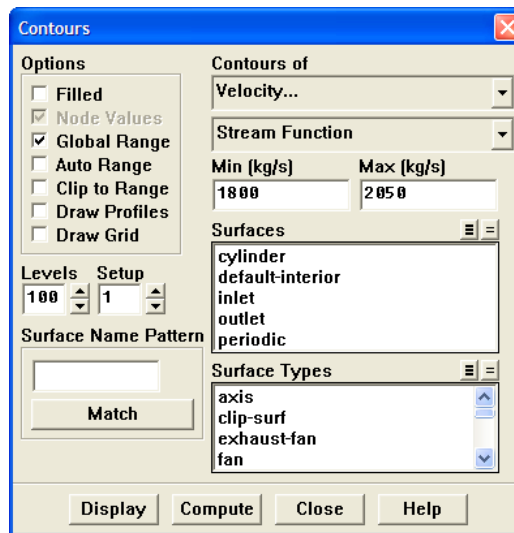 Contours
Options
Filled
Node Values
Global Range
Auto Range
Clip to Range
Draw Profiles
Draw Grid
Levels Setup
100 1
Surface Name Pattern
Match
Contours of
Velocity...
Stream Function
Min (kg/s) Max (kg/s)
1800 2050
Surfaces
cylinder
default-interior
inlet
outlet
periodic
Surface Types
axis
clip-surf
exhaust-fan
fan
Display Compute Close Help